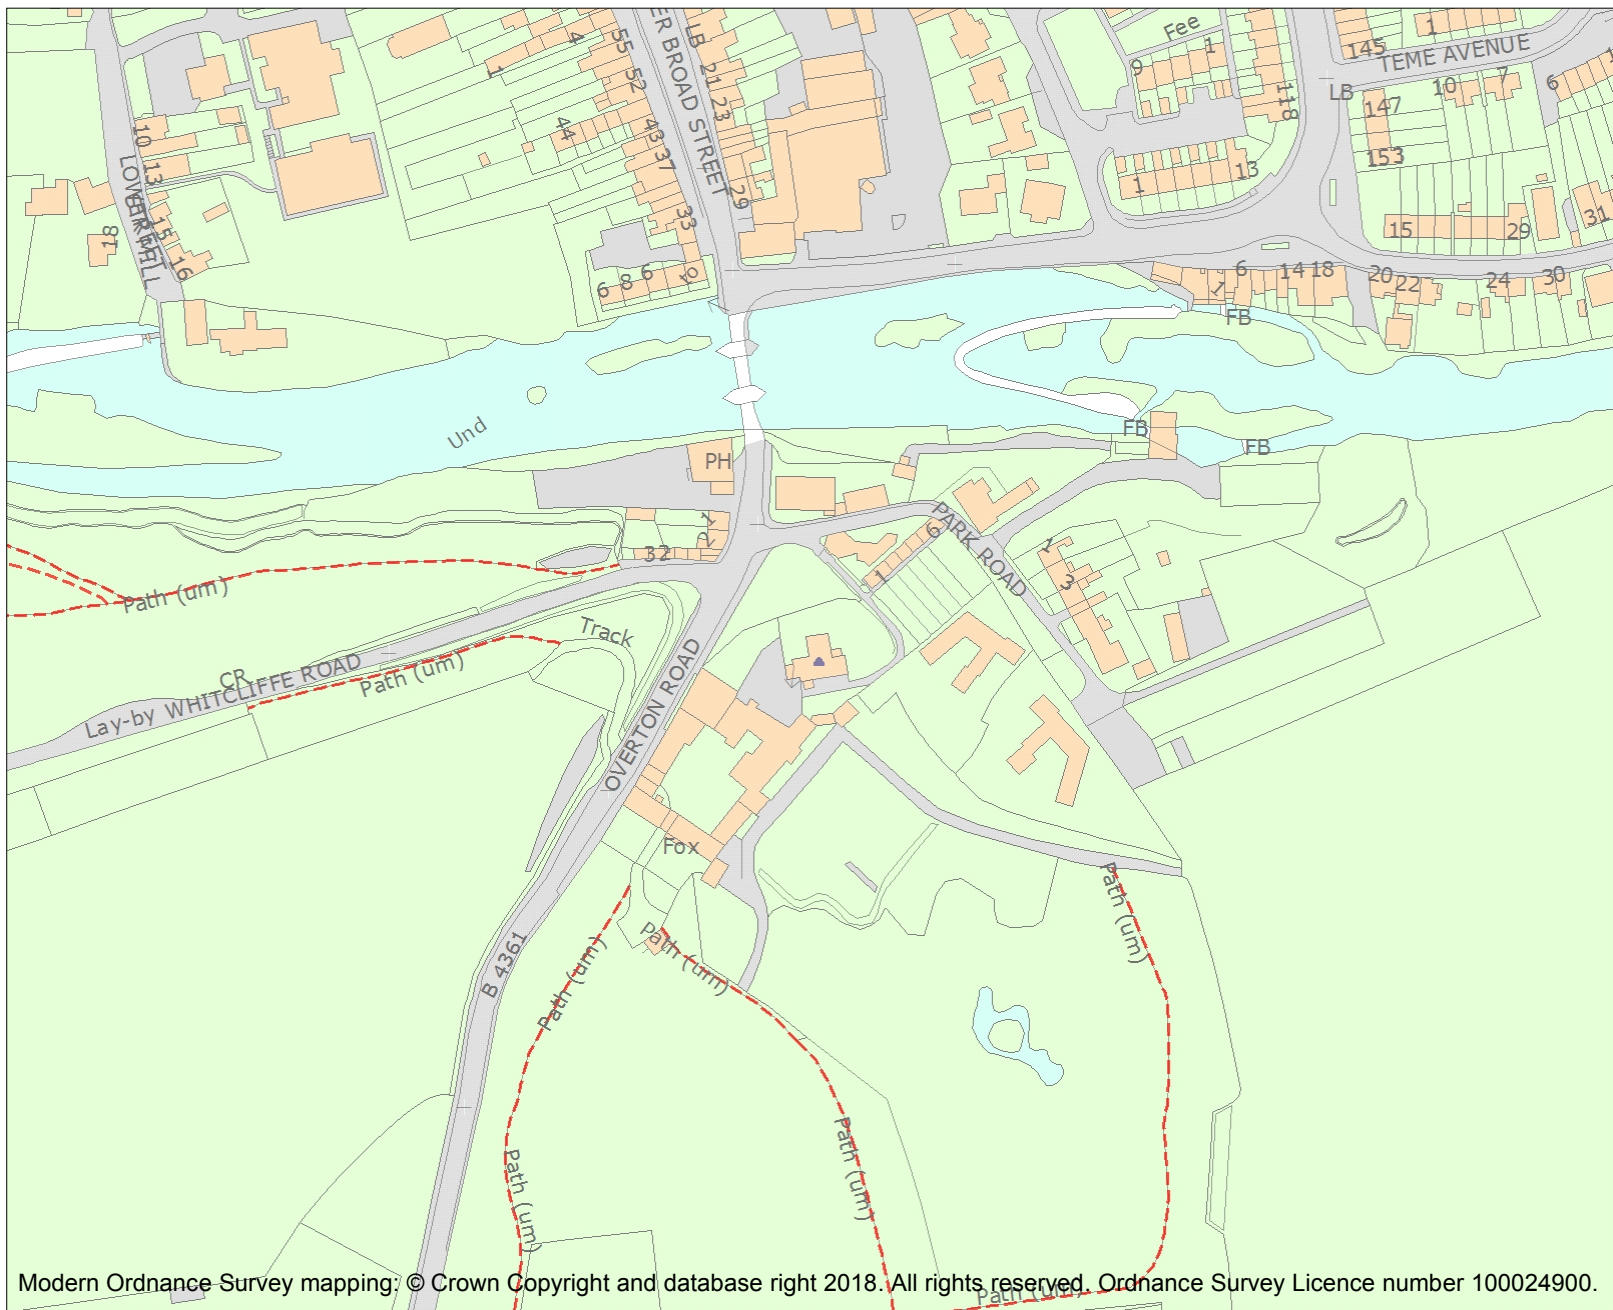 Fee
1
145
TEME AVENUE
1
9
10
7
6
LB
118
147
153
LB
ER BROAD STREET
21
23
29
55
52
43
37
33
4
1
44
10
13
15
16
18
1
13
15
29
31
6
8
6
6
14
18
20
22
24
30
1
FB
FB
FB
Und
PH
1
2
32
PARK ROAD
6
1
1
3
Path (um)
Track
CR
Path (um)
Lay-by WHITCLIFFE ROAD
OVERTON ROAD
Fox
Path (um)
B 4361
Path (um)
Path (um)
Path (um)
Path (um)
Path (um)
Modern Ordnance Survey mapping: © Crown Copyright and database right 2018. All rights reserved. Ordnance Survey Licence number 100024900.